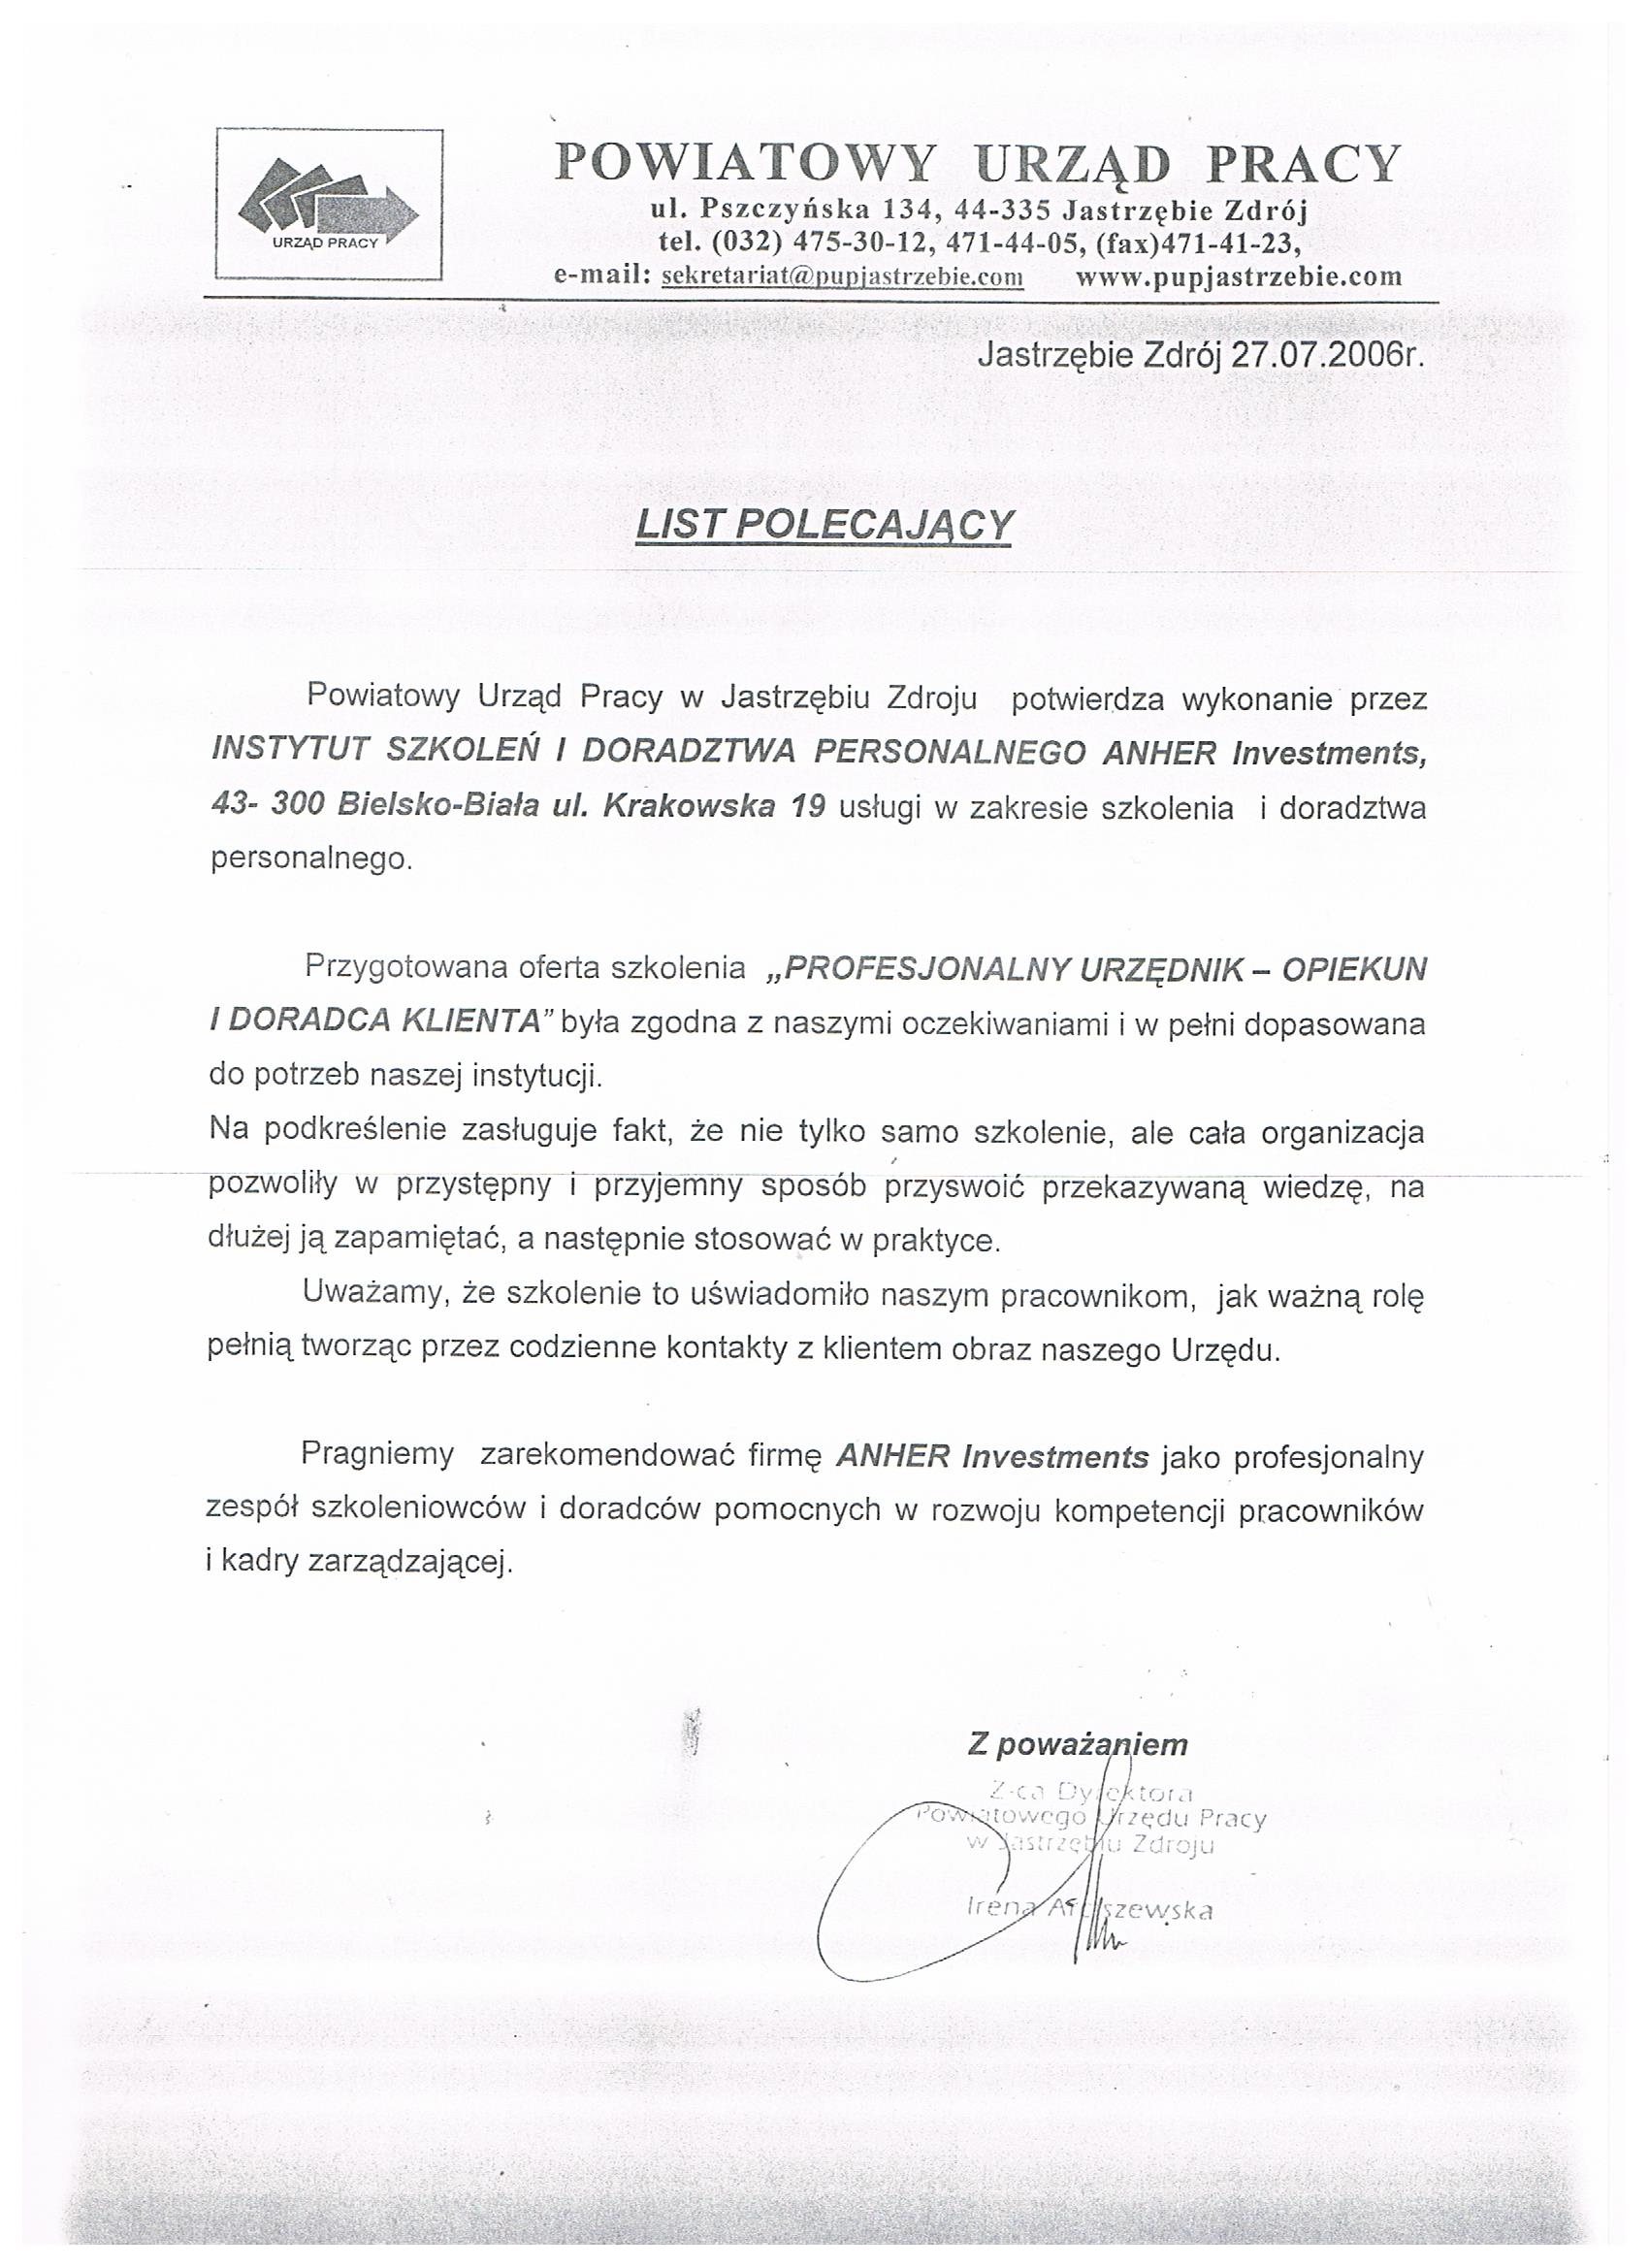 URZĄD PRACY
POWIATOWY URZĄD PRACY
ul. Pszczyńska 134, 44-335 Jastrzębie Zdrój
tel. (032) 475-30-12, 471-44-05, (fax)471-41-23,
e-mail: sekretariat@pupjastrzebie.com www.pupjastrzebie.com
Jastrzębie Zdrój 27.07.2006r.
LIST POLECAJĄCY
Powiatowy Urząd Pracy w Jastrzębiu Zdroju potwierdza wykonanie przez
INSTYTUT SZKOLEŃ I DORADZTWA PERSONALNEGO ANHER Investments,
43- 300 Bielsko-Biała ul. Krakowska 19 usługi w zakresie szkolenia i doradztwa
personalnego.
Przygotowana oferta szkolenia „PROFESJONALNY URZĘDNIK – OPIEKUN
I DORADCA KLIENTA” była zgodna z naszymi oczekiwaniami i w pełni dopasowana
do potrzeb naszej instytucji.
Na podkreślenie zasługuje fakt, że nie tylko samo szkolenie, ale cała organizacja
pozwoliły w przystępny i przyjemny sposób przyswoić przekazywaną wiedzę, na
dłużej ją zapamiętać, a następnie stosować w praktyce.
Uważamy, że szkolenie to uświadomiło naszym pracownikom, jak ważną rolę
pełnią tworząc przez codzienne kontakty z klientem obraz naszego Urzędu.
Pragniemy zarekomendować firmę ANHER Investments jako profesjonalny
zespół szkoleniowców i doradców pomocnych w rozwoju kompetencji pracowników
i kadry zarządzającej.
Z poważaniem
Z-ca Dyrektora
Powiatowego Urzędu Pracy
w Jastrzębiu Zdroju
Irena